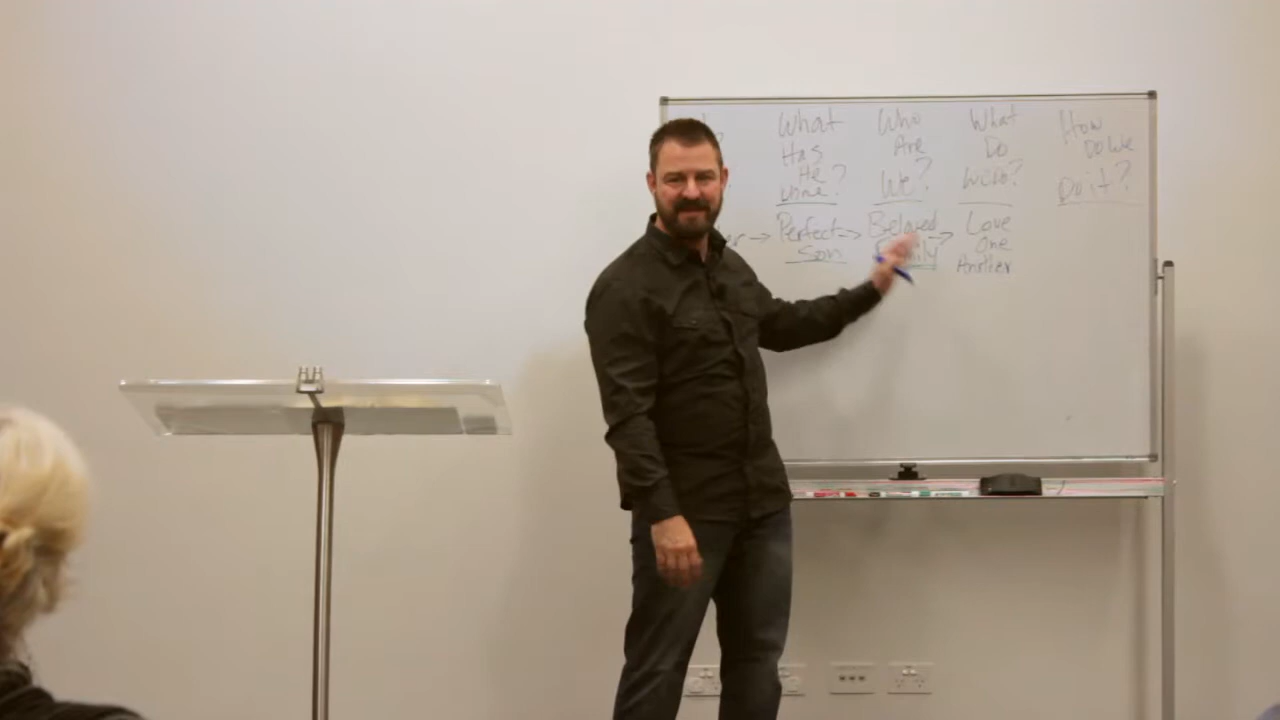 What
Has
He
Done?
Perfect →
Son
Who
Are
We?
Beloved
Family →
What
Do
We Do?
Love
One
Another
How
Do We
Do it?